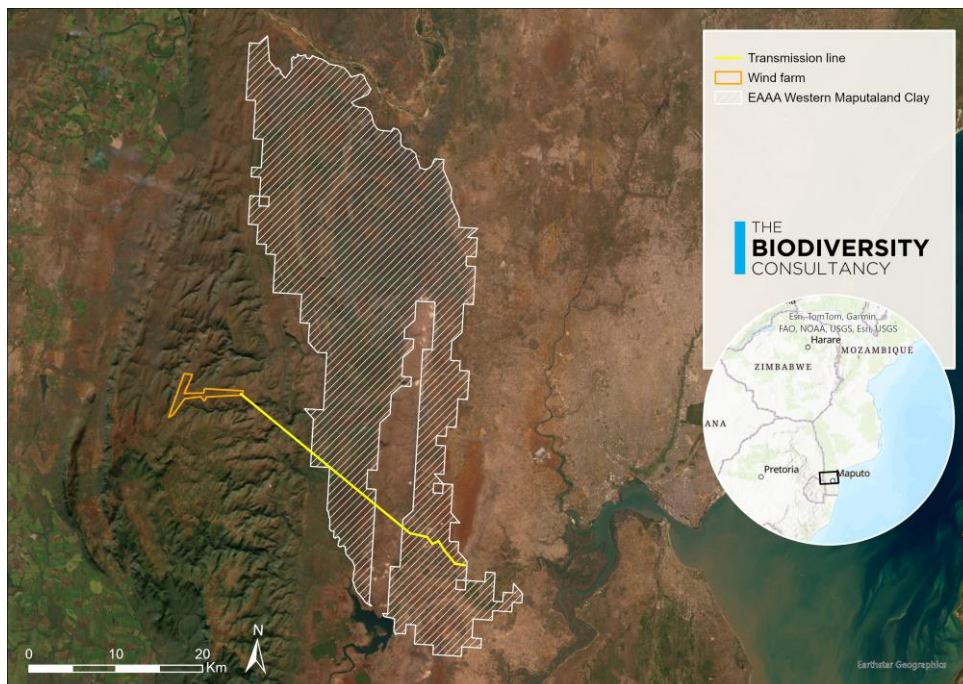 Transmission line
Wind farm
EAAA Western Maputaland Clay
THE
BIODIVERSITY
CONSULTANCY
Esri, TomTom, Garmin,
FAO, NOAA, USGS, Esri, USGS
Harare
ZIMBABWE
MOZAMBIQUE
ANA
Pretoria
Maputo
0 5 10 20
Km
N
Earthstar Geographics